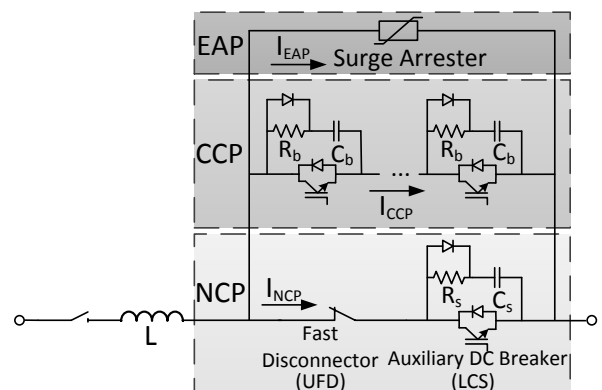 EAP
I_EAP
Surge Arrester
CCP
R_b
C_b
...
R_b
C_b
I_CCP
NCP
I_NCP
R_s
C_s
L
Fast
Disconnector
(UFD)
Auxiliary DC Breaker
(LCS)